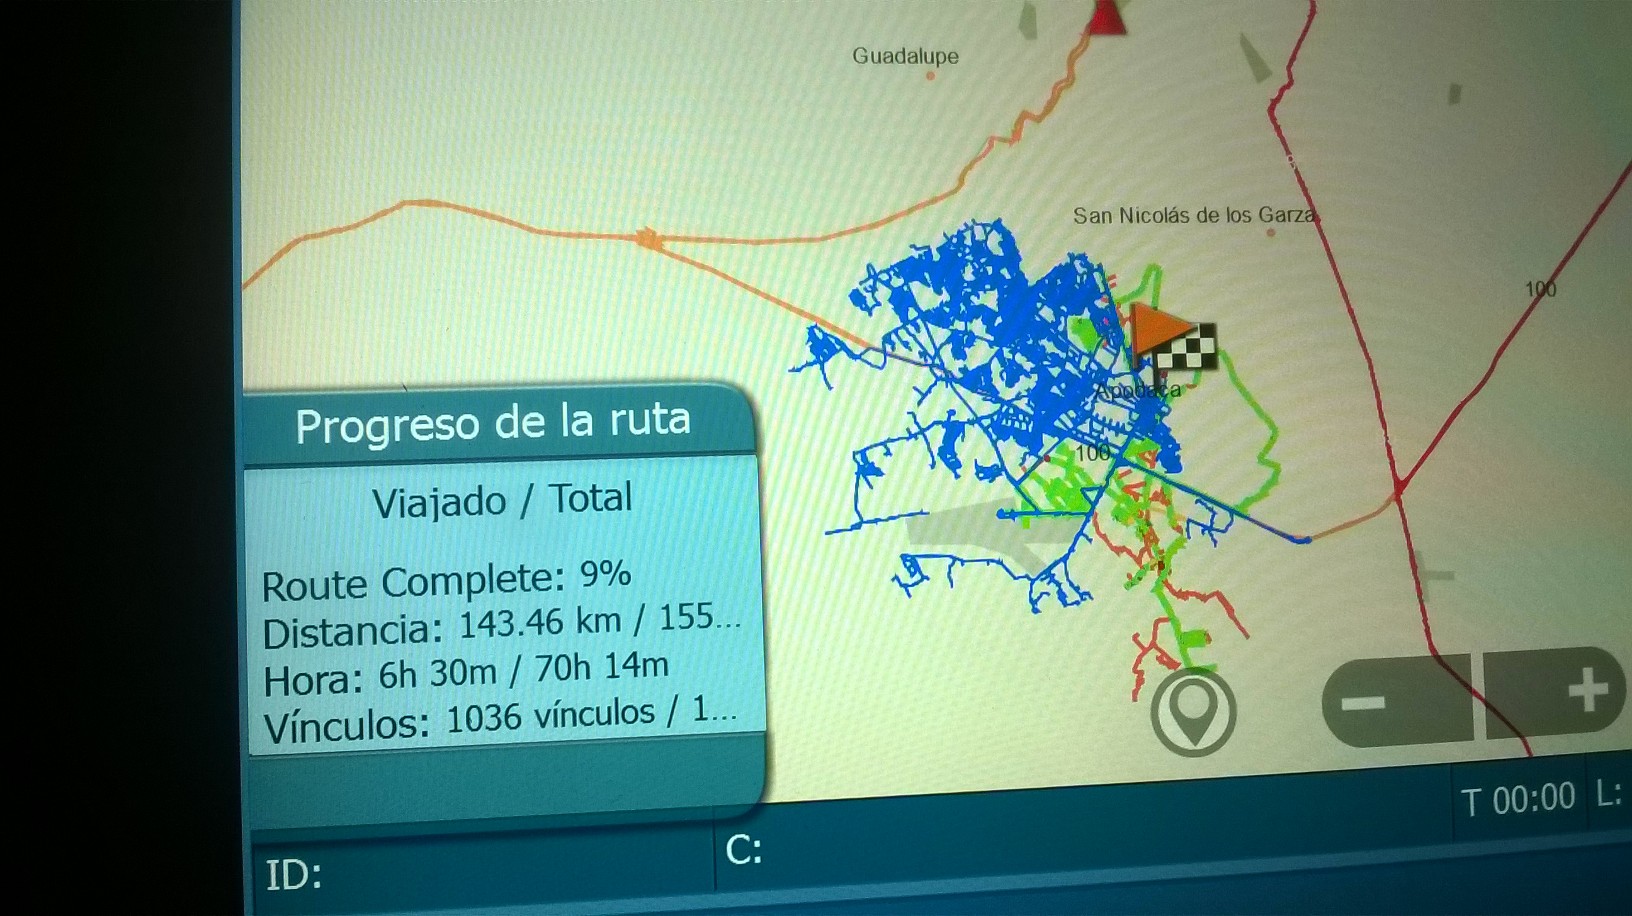 Guadalupe
San Nicolás de los Garza
100
Apodaca
100
Progreso de la ruta
Viajado / Total
Route Complete: 9%
Distancia: 143.46 km / 155...
Hora: 6h 30m / 70h 14m
Vínculos: 1036 vínculos / 1...
T 00:00
L:
C:
ID: